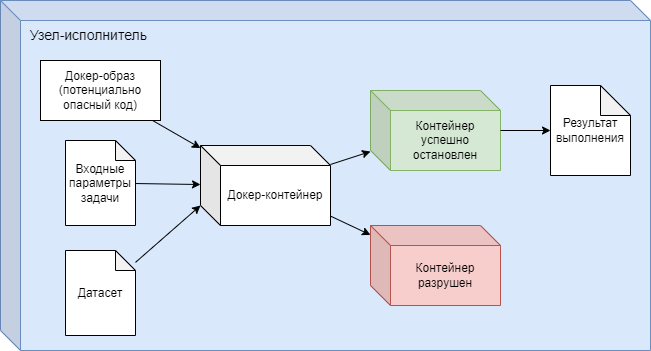 Узел-исполнитель
Докер-образ
(потенциально
опасный код)
Входные
параметры
задачи
Датасет
Докер-контейнер
Контейнер
успешно
остановлен
Контейнер
разрушен
Результат
выполнения